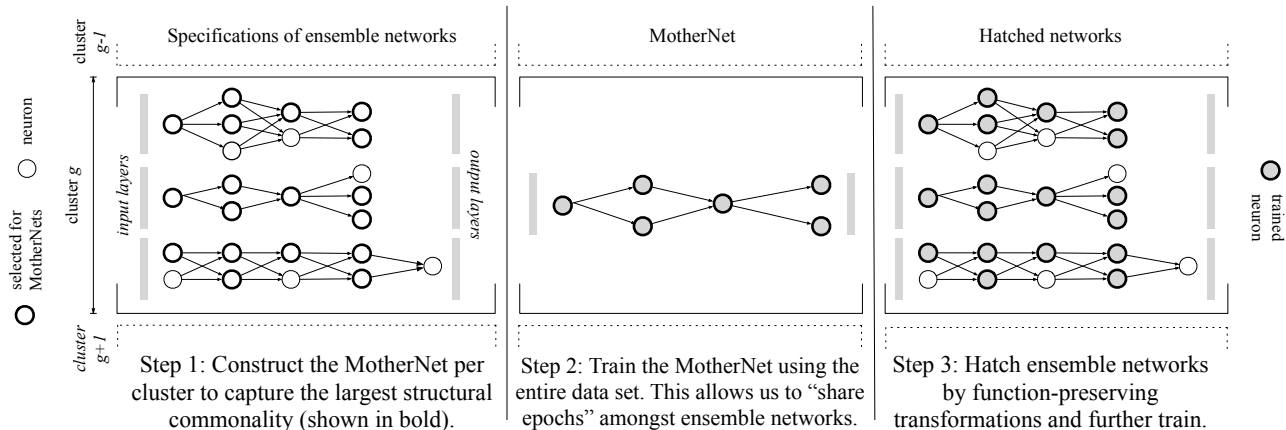 cluster
g-1
Specifications of ensemble networks
MotherNet
Hatched networks
neuron
selected for
MotherNets
cluster g
input layers
output layers
trained
neuron
cluster
g+1
Step 1: Construct the MotherNet per
cluster to capture the largest structural
commonality (shown in bold).
Step 2: Train the MotherNet using the
entire data set. This allows us to “share
epochs” amongst ensemble networks.
Step 3: Hatch ensemble networks
by function-preserving
transformations and further train.